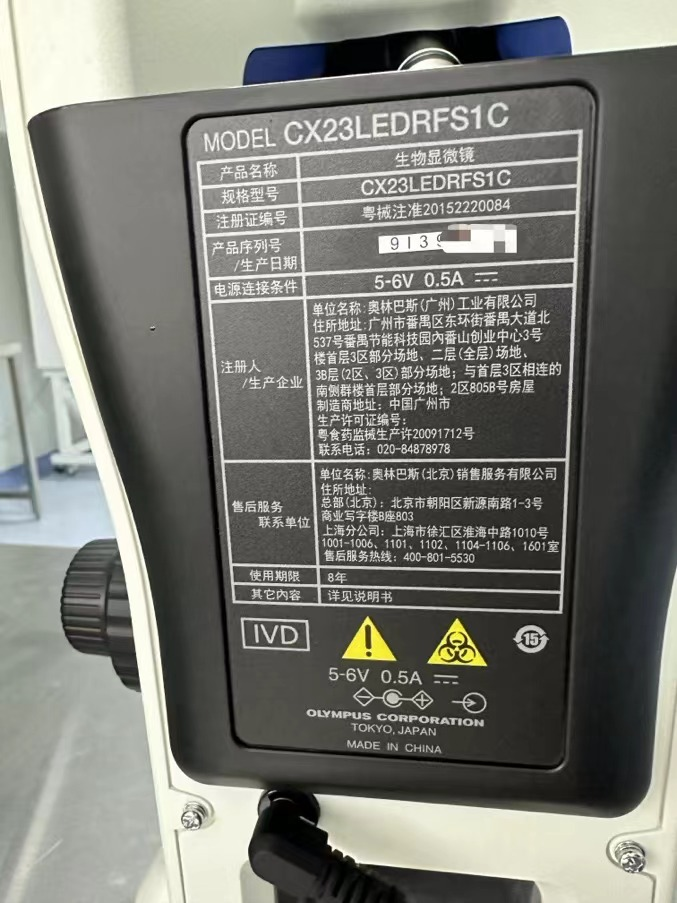 MODEL CX23LEDRFS1C
产品名称 生物显微镜
规格型号 CX23LEDRFS1C
注册证编号 粤械注准20152220084
产品序列号
/生产日期 9I39
电源连接条件 5-6V 0.5A
注册人
/生产企业
单位名称:奥林巴斯(广州)工业有限公司
住所地址:广州市番禺区东环街番禺大道北
537号番禺节能科技园内番山创业中心3号
楼首层3区部分场地、二层(全层)场地、
3B层(2区、3区)部分场地;与首层3区相连的
南侧群楼首层部分场地;2区805B号房屋
制造商地址:中国广州市
生产许可证编号:
粤食药监械生产许20091712号
联系电话:020-84878978
售后服务
联系单位
单位名称:奥林巴斯(北京)销售服务有限公司
住所地址:
总部(北京):北京市朝阳区新源南路1-3号
商业写字楼B座803
上海分公司:上海市徐汇区淮海中路1010号
1001-1006、1101、1102、1104-1106、1601室
售后服务热线:400-801-5530
使用期限 8年
其它内容 详见说明书
IVD
15
5-6V 0.5A
OLYMPUS CORPORATION
TOKYO, JAPAN
MADE IN CHINA